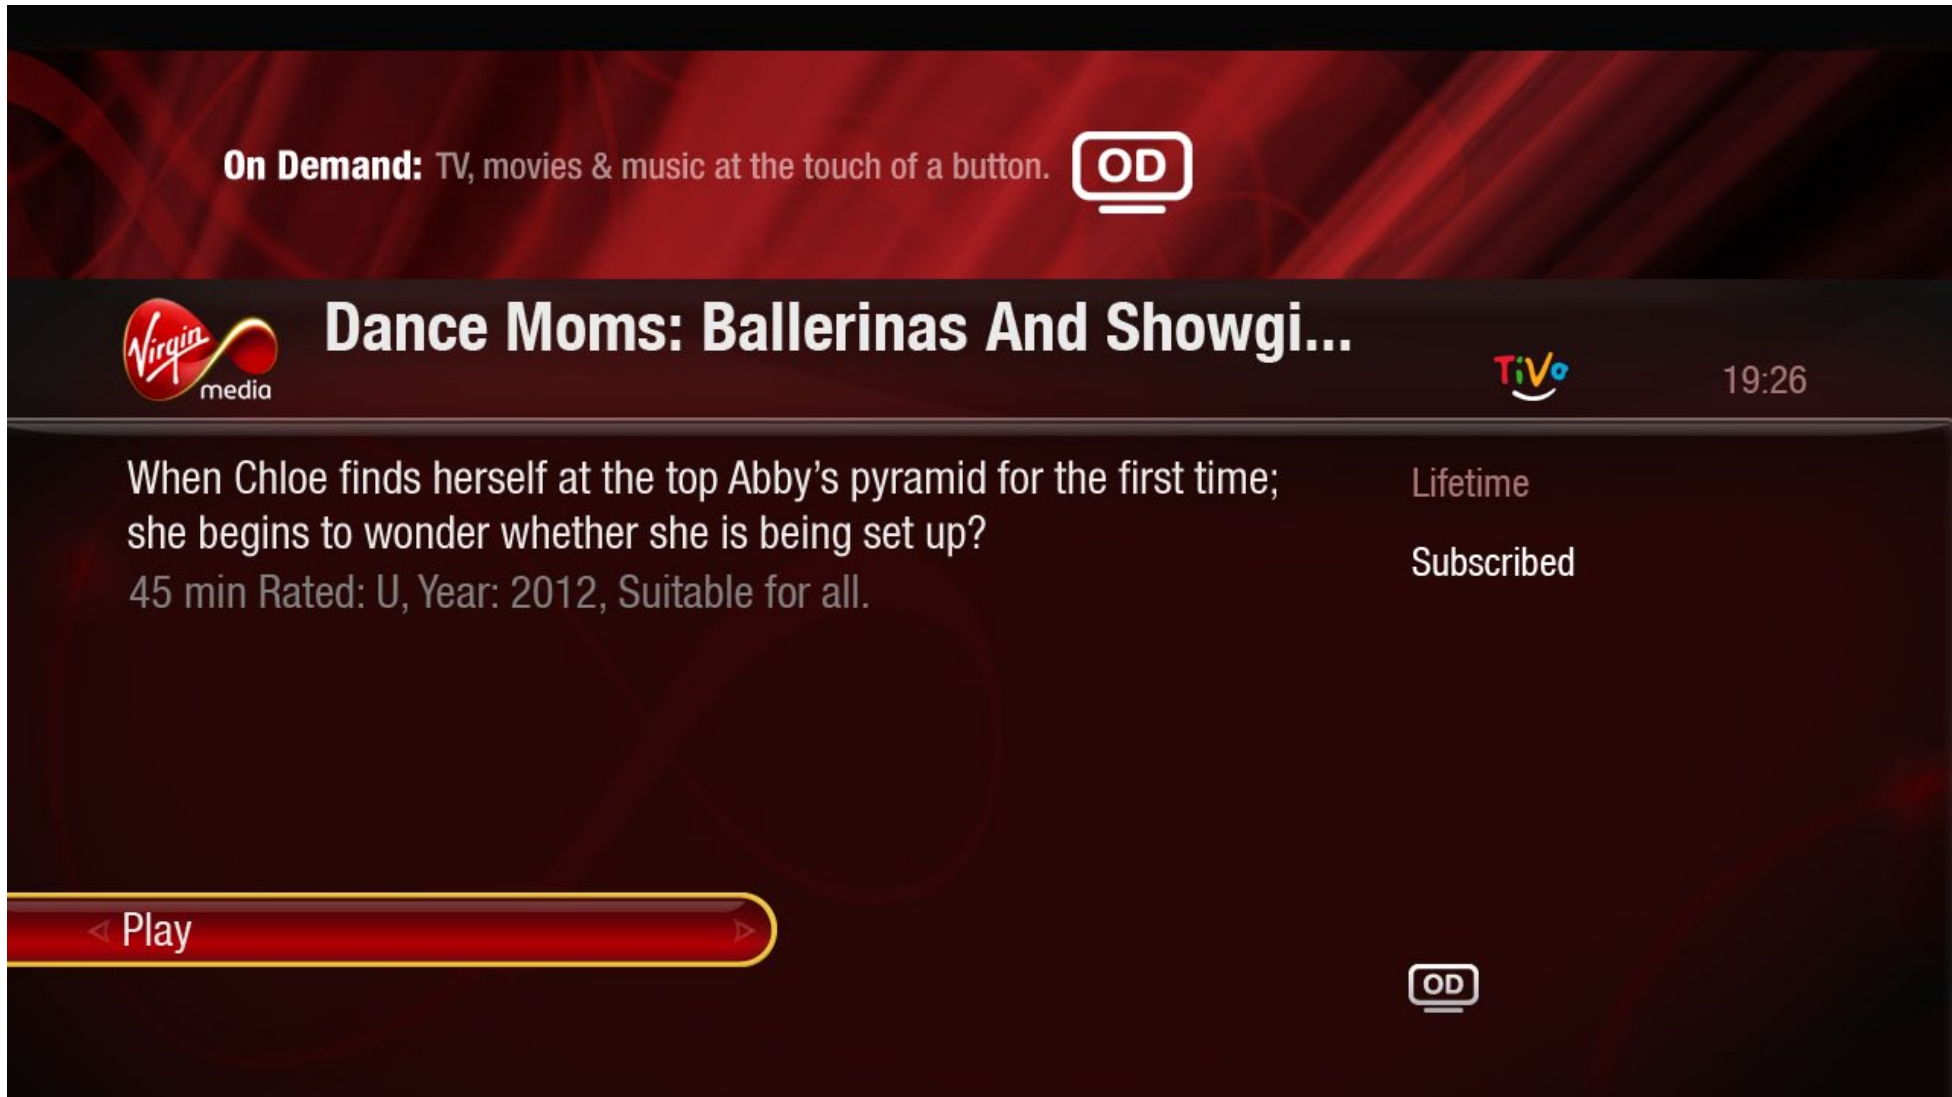 On Demand: TV, movies & music at the touch of a button. OD
Virgin media
Dance Moms: Ballerinas And Showgi...
TiVo
19:26
When Chloe finds herself at the top Abby's pyramid for the first time;
she begins to wonder whether she is being set up?
45 min Rated: U, Year: 2012, Suitable for all.
Lifetime
Subscribed
Play
OD